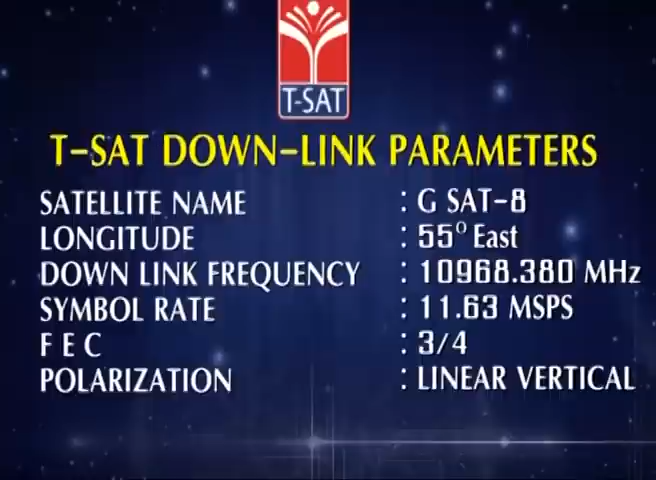 T-SAT
T-SAT DOWN-LINK PARAMETERS
SATELLITE NAME : G SAT-8
LONGITUDE : 55° East
DOWN LINK FREQUENCY : 10968.380 MHz
SYMBOL RATE : 11.63 MSPS
F E C : 3/4
POLARIZATION : LINEAR VERTICAL